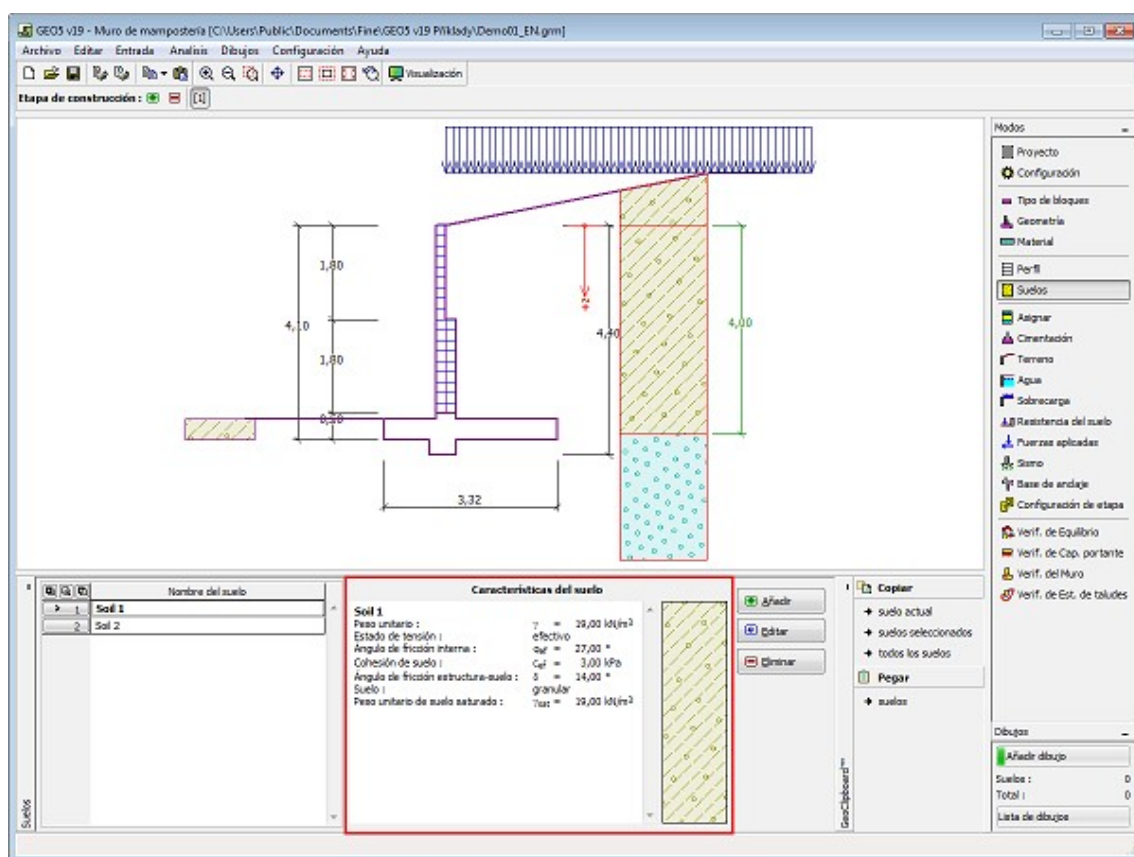 GEO5 v19 - Muro de mampostería [C:\Users\Public\Documents\Fine\GEO5 v19 Příklady\Demo01_EN.gmn]
Archivo Editar Entrada Analisis Dibujos Configuración Ayuda
Visualización
Etapa de construcción : [1]
Modos
Proyecto
Configuración
Tipo de bloques
Geometría
Material
Perfil
Suelos
Asignar
Cimentación
Terreno
Agua
Sobrecarga
Resistencia del suelo
Fuerzas aplicadas
Sismo
Base de anclaje
Configuración de etapa
Verif. de Equilibrio
Verif. de Cap. portante
Verif. del Muro
Verif. de Est. de taludes
1,80
4,10
1,80
+z
4,40
4,00
3,32
Suelos
Nombre del suelo
1 Soil 1
2 Soil 2
Características del suelo
Soil 1
Peso unitario : γ = 19,00 kN/m³
Estado de tensión : efectivo
Ángulo de fricción interna : φef = 27,00 °
Cohesión de suelo : cef = 3,00 kPa
Ángulo de fricción estructura-suelo : δ = 14,00 °
Suelo : granular
Peso unitario de suelo saturado : γsat = 19,00 kN/m³
Añadir
Editar
Eliminar
GeoClipboard™
Copiar
suelo actual
suelos seleccionados
todos los suelos
Pegar
suelos
Dibujos
Añadir dibujo
Suelos : 0
Total : 0
Lista de dibujos